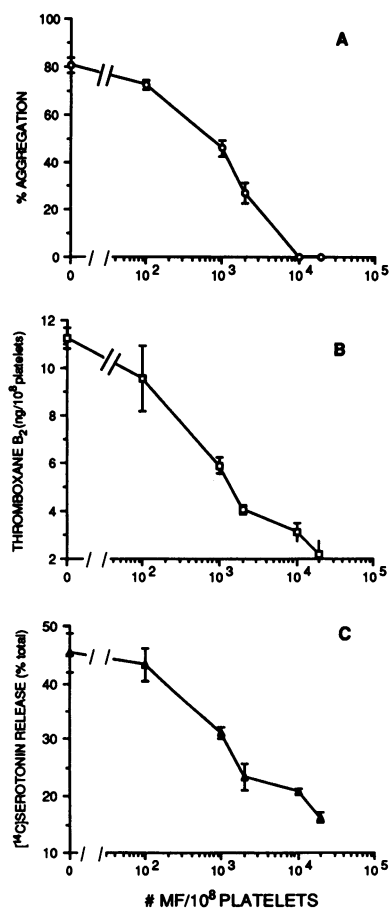 A
100
80
60
40
20
0
% AGGREGATION
0 10² 10³ 10⁴ 10⁵
B
12
10
8
6
4
2
THROMBOXANE B₂ (ng/10⁸ platelets)
0 10² 10³ 10⁴ 10⁵
C
50
40
30
20
10
[¹⁴C]SEROTONIN RELEASE (% total)
0 10² 10³ 10⁴ 10⁵
# MF/10⁸ PLATELETS